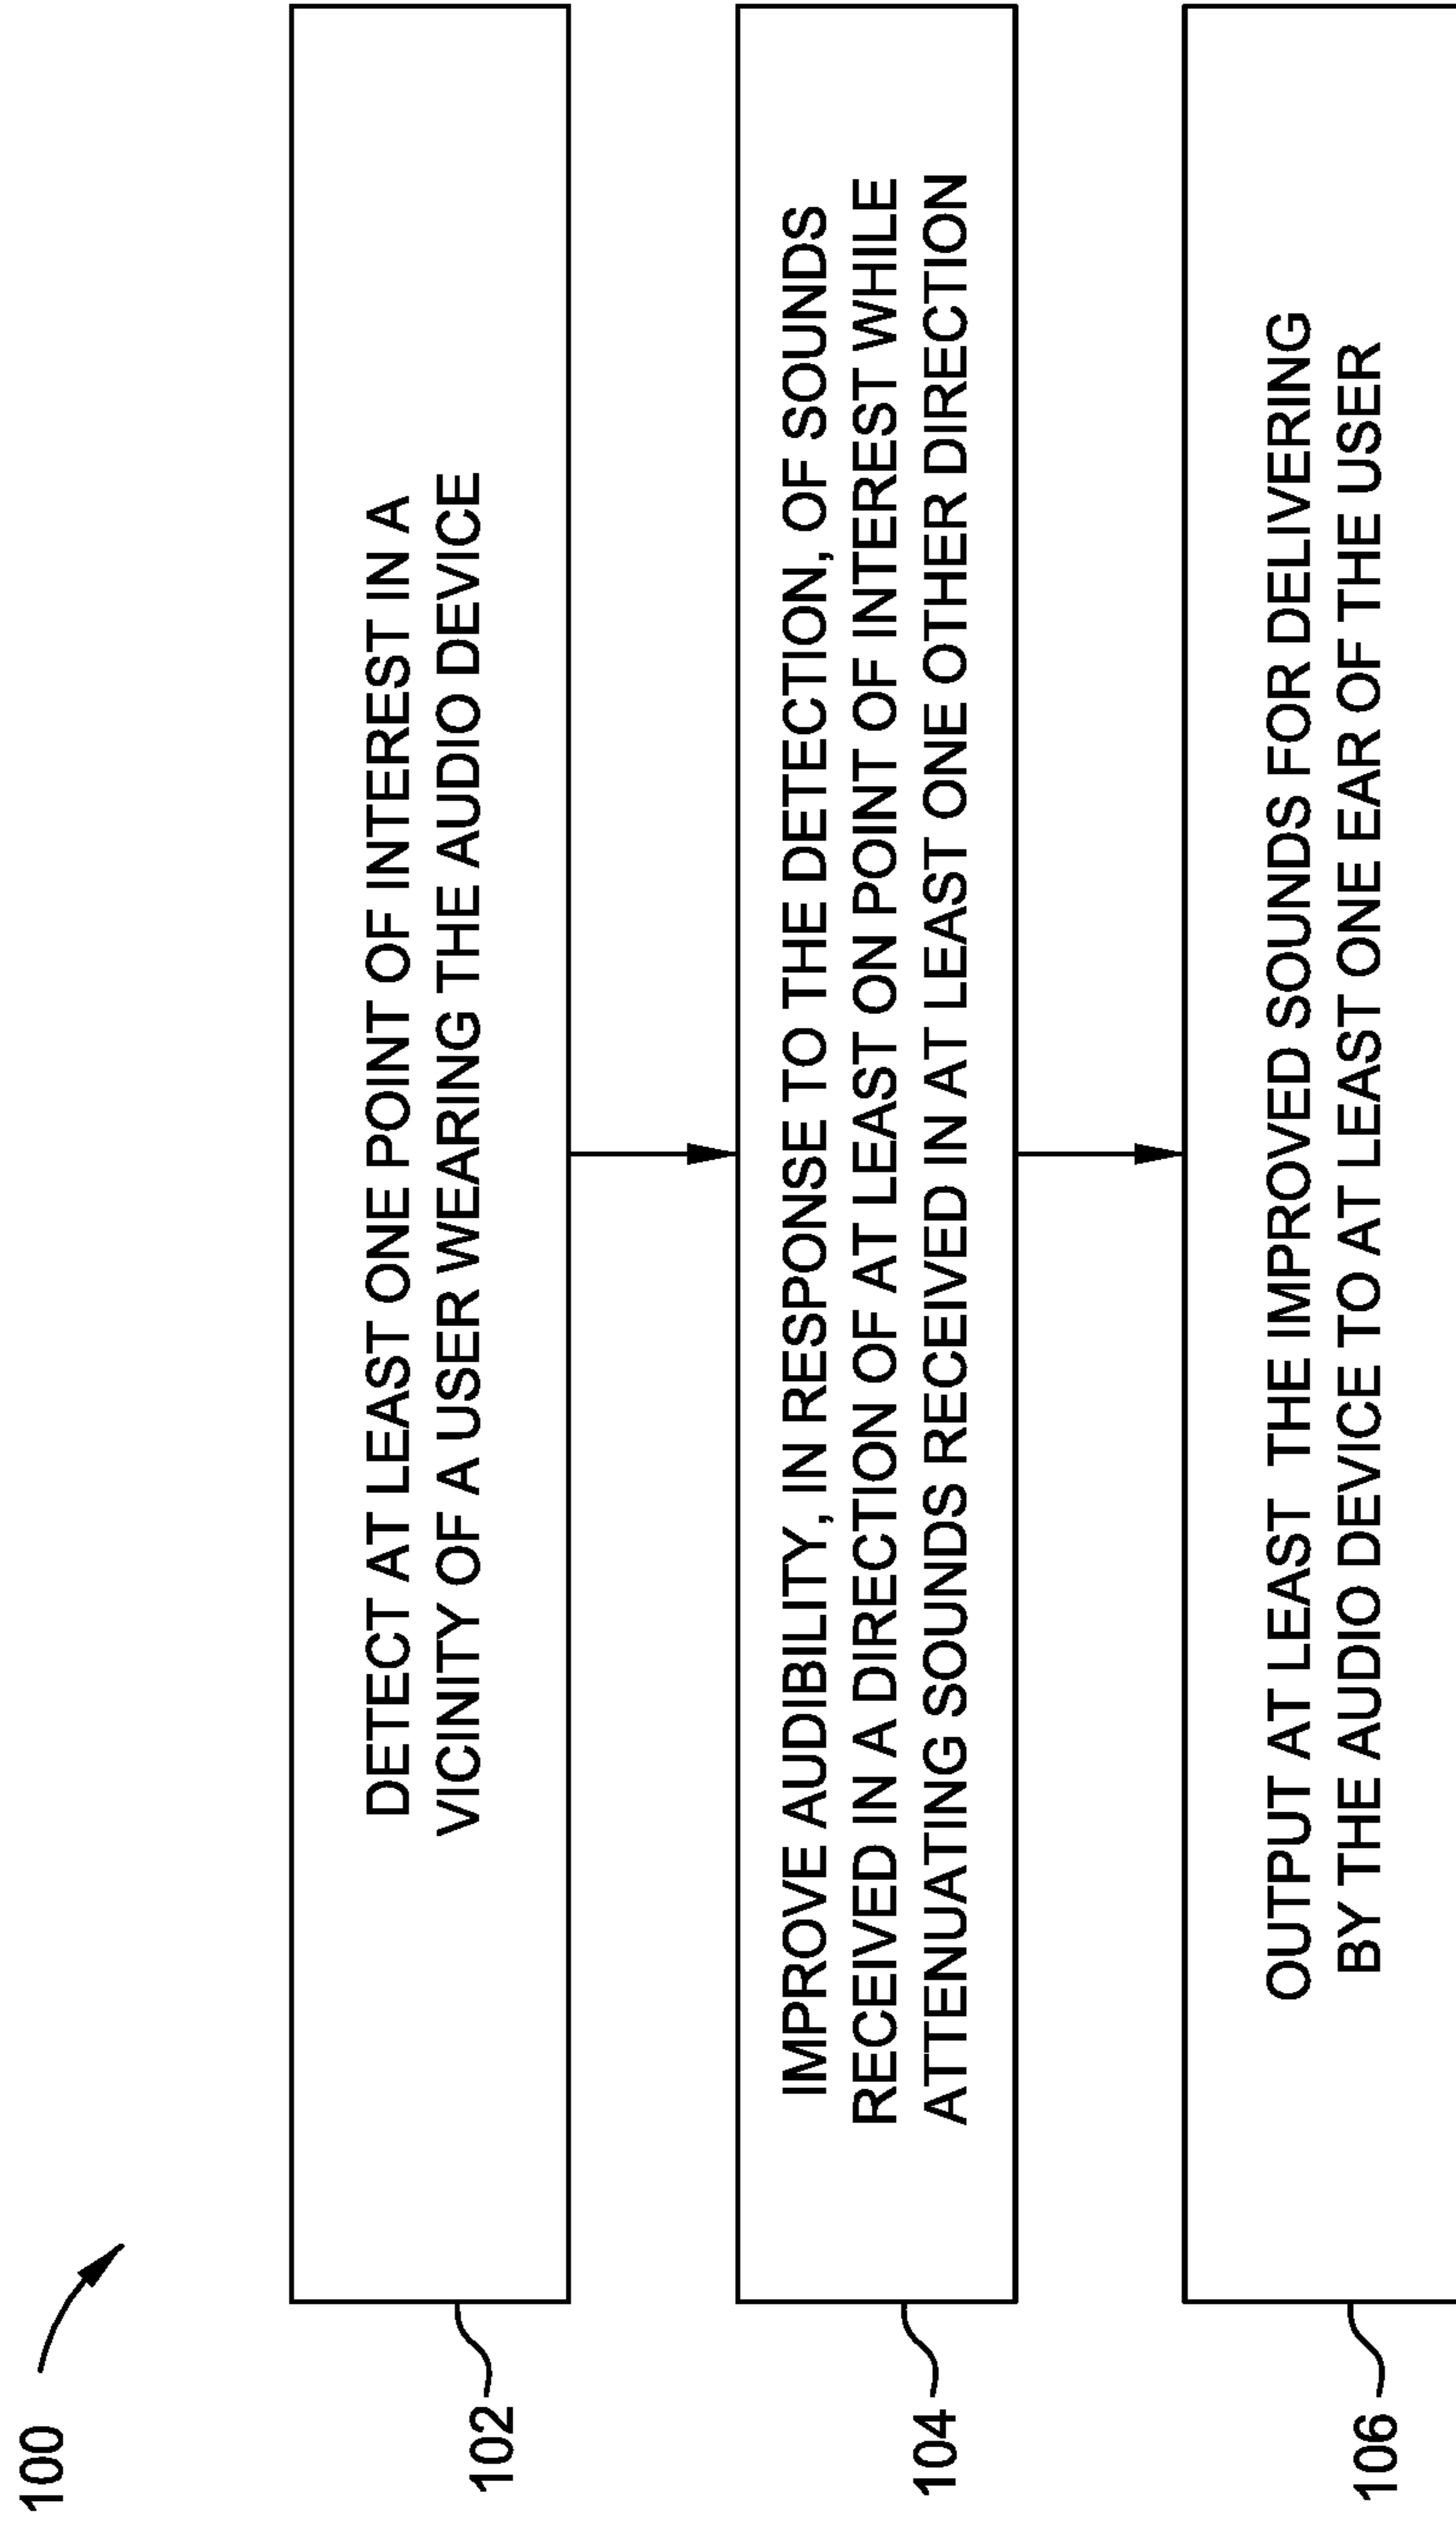 100
102
DETECT AT LEAST ONE POINT OF INTEREST IN A
VICINITY OF A USER WEARING THE AUDIO DEVICE
104
IMPROVE AUDIBILITY, IN RESPONSE TO THE DETECTION, OF SOUNDS
RECEIVED IN A DIRECTION OF AT LEAST ON POINT OF INTEREST WHILE
ATTENUATING SOUNDS RECEIVED IN AT LEAST ONE OTHER DIRECTION
106
OUTPUT AT LEAST THE IMPROVED SOUNDS FOR DELIVERING
BY THE AUDIO DEVICE TO AT LEAST ONE EAR OF THE USER